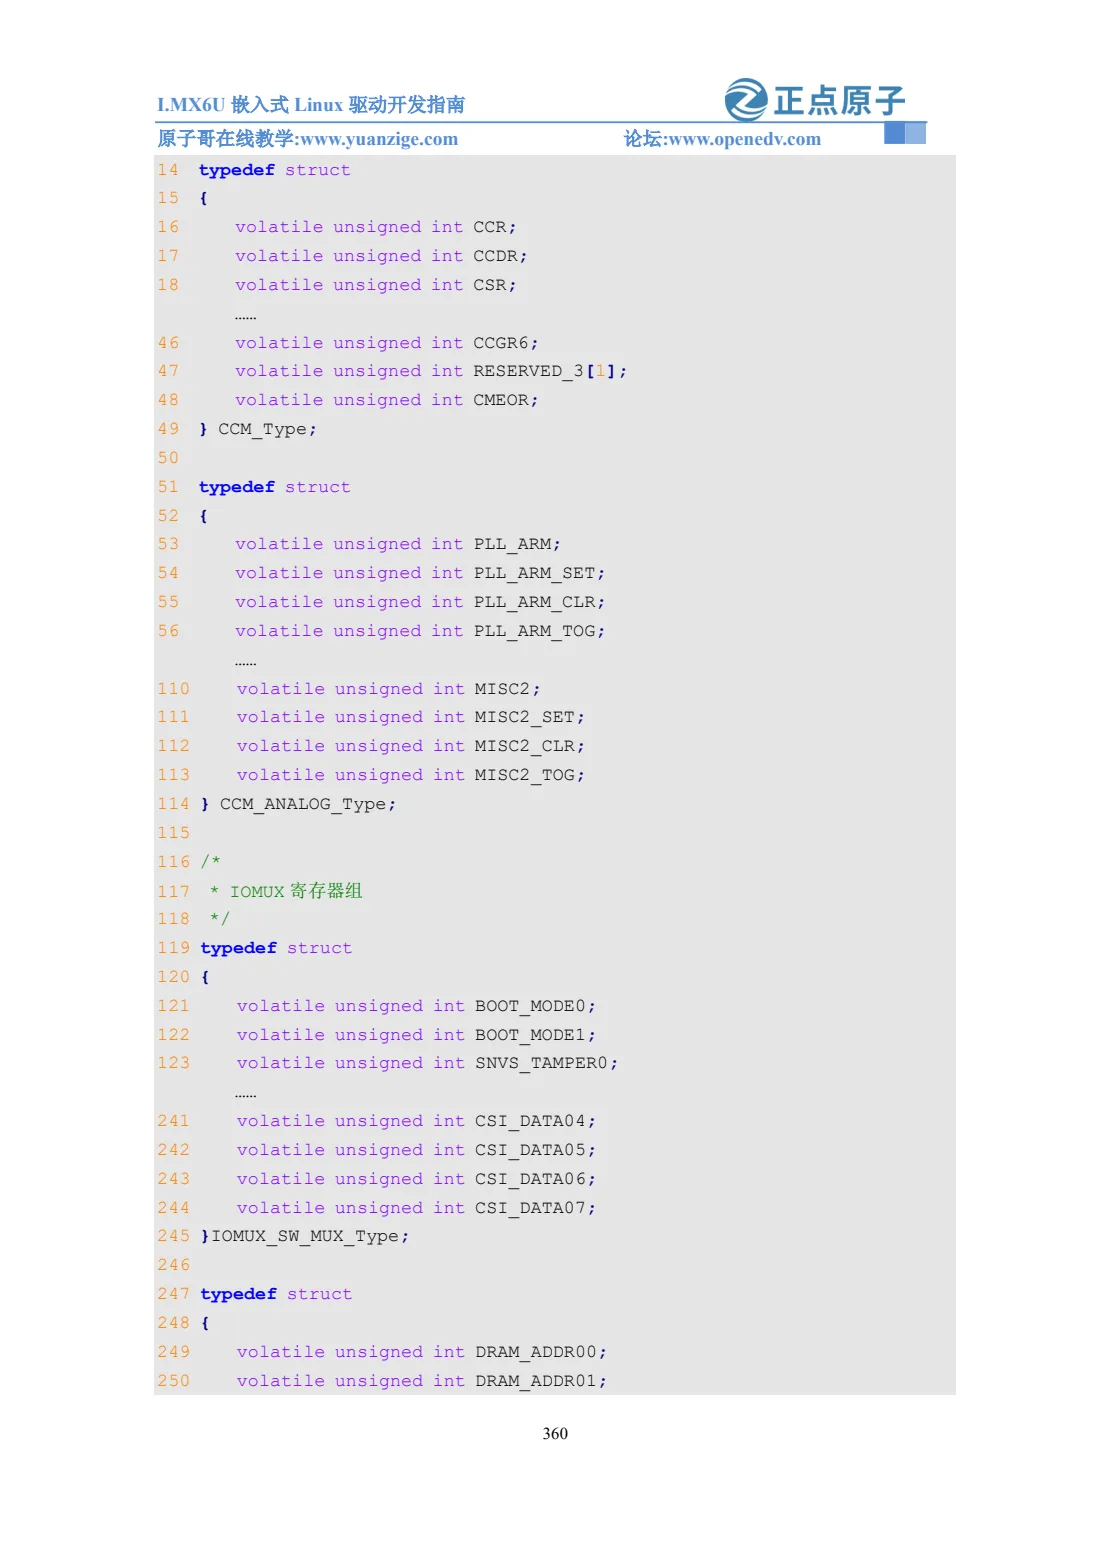 I.MX6U 嵌入式 Linux 驱动开发指南
正点原子
原子哥在线教学:www.yuanzige.com 论坛:www.openedv.com
14 typedef struct
15 {
16 volatile unsigned int CCR;
17 volatile unsigned int CCDR;
18 volatile unsigned int CSR;
……
46 volatile unsigned int CCGR6;
47 volatile unsigned int RESERVED_3[1];
48 volatile unsigned int CMEOR;
49 } CCM_Type;
50
51 typedef struct
52 {
53 volatile unsigned int PLL_ARM;
54 volatile unsigned int PLL_ARM_SET;
55 volatile unsigned int PLL_ARM_CLR;
56 volatile unsigned int PLL_ARM_TOG;
……
110 volatile unsigned int MISC2;
111 volatile unsigned int MISC2_SET;
112 volatile unsigned int MISC2_CLR;
113 volatile unsigned int MISC2_TOG;
114 } CCM_ANALOG_Type;
115
116 /*
117 * IOMUX 寄存器组
118 */
119 typedef struct
120 {
121 volatile unsigned int BOOT_MODE0;
122 volatile unsigned int BOOT_MODE1;
123 volatile unsigned int SNVS_TAMPER0;
……
241 volatile unsigned int CSI_DATA04;
242 volatile unsigned int CSI_DATA05;
243 volatile unsigned int CSI_DATA06;
244 volatile unsigned int CSI_DATA07;
245 }IOMUX_SW_MUX_Type;
246
247 typedef struct
248 {
249 volatile unsigned int DRAM_ADDR00;
250 volatile unsigned int DRAM_ADDR01;
360